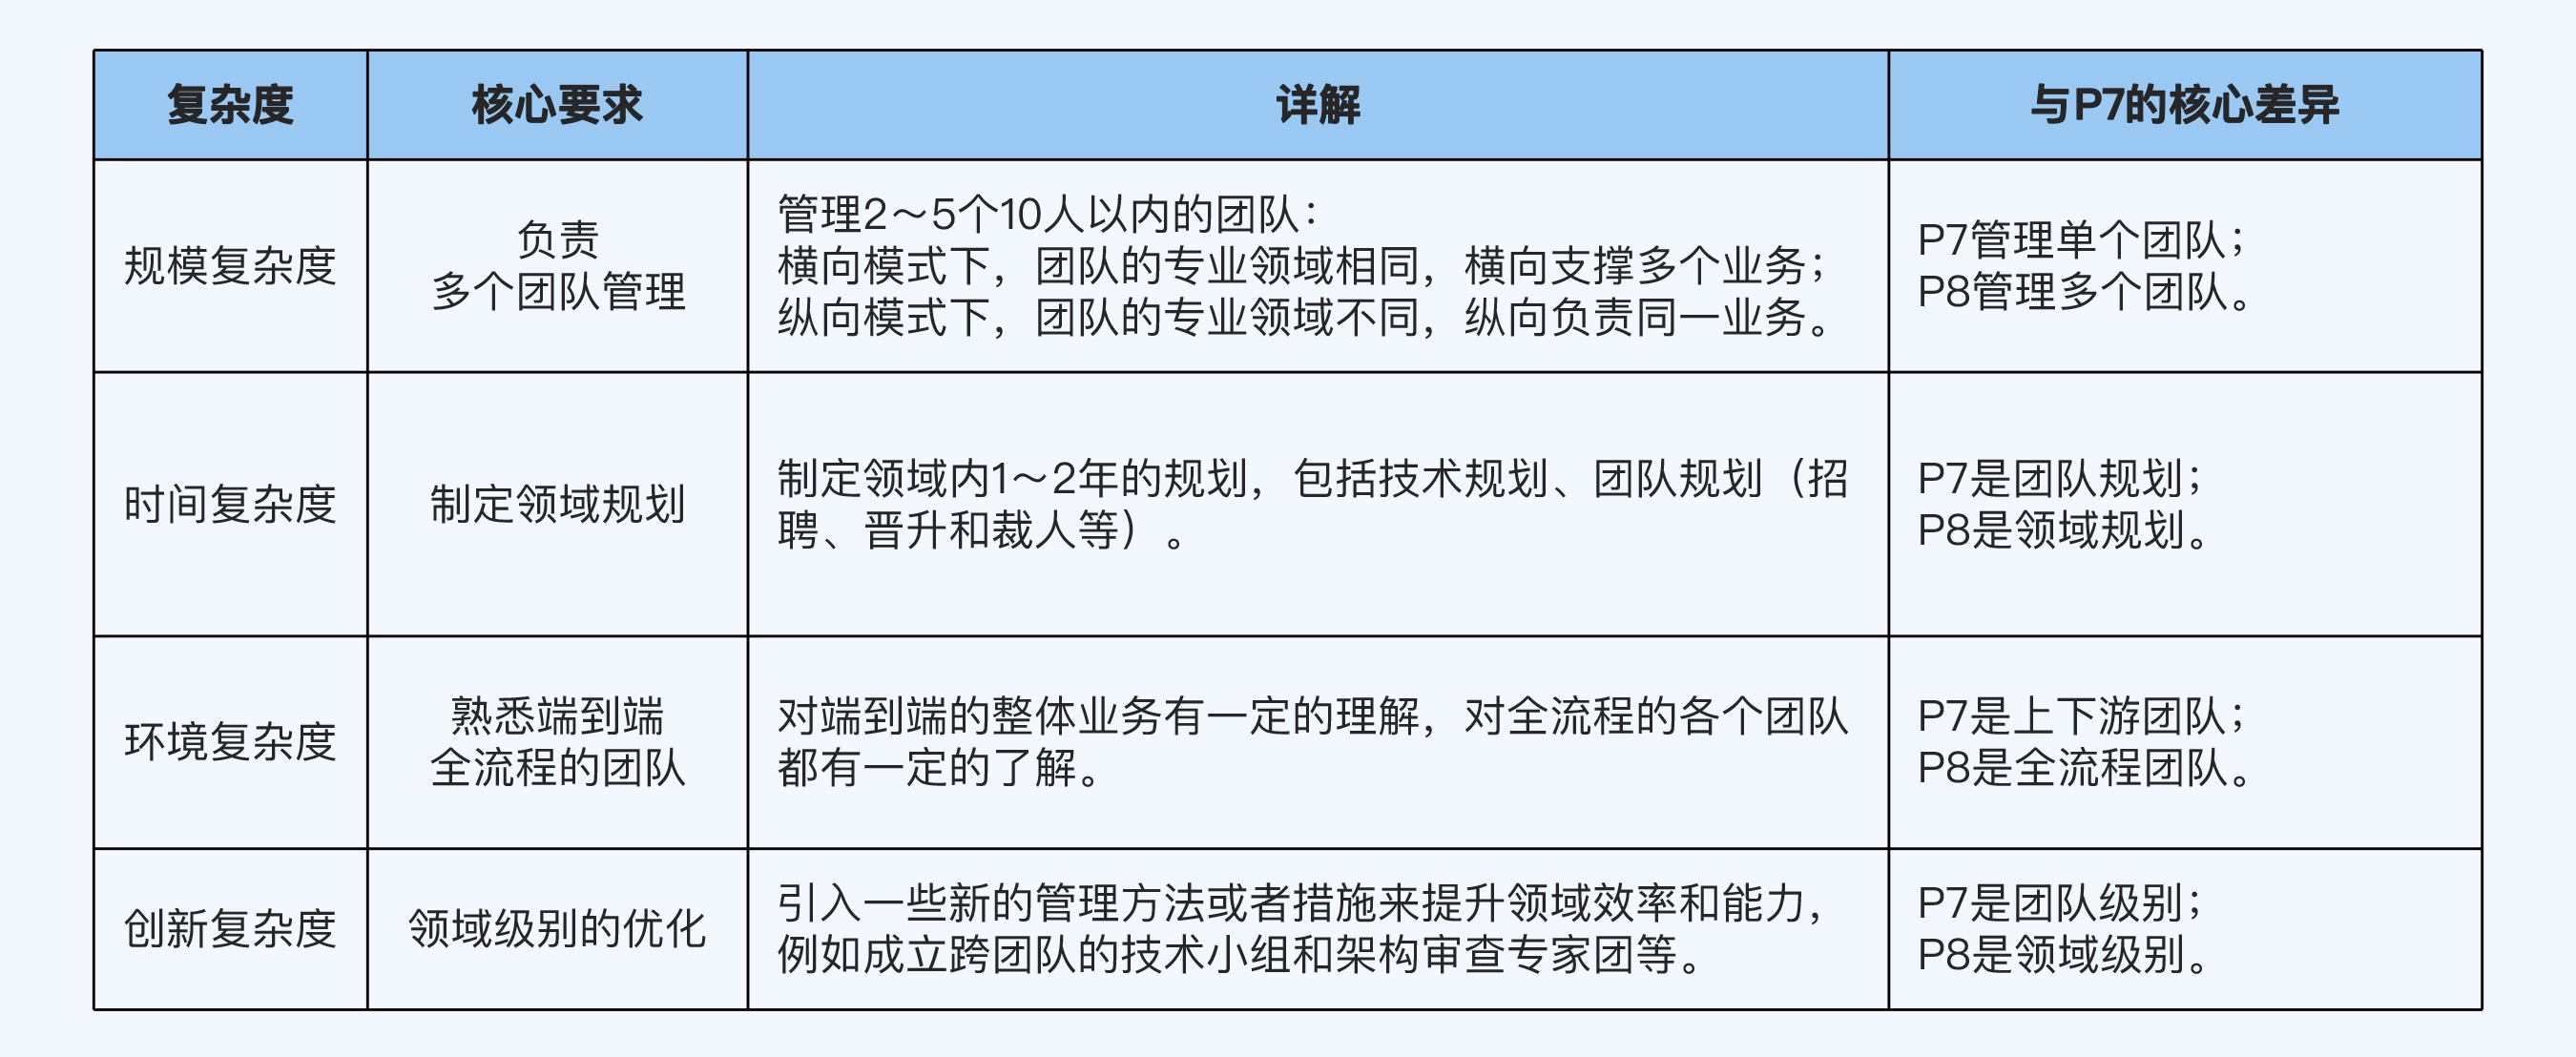 复杂度
核心要求
详解
与P7的核心差异
规模复杂度
负责
多个团队管理
管理2～5个10人以内的团队：
横向模式下，团队的专业领域相同，横向支撑多个业务；
纵向模式下，团队的专业领域不同，纵向负责同一业务。
P7管理单个团队；
P8管理多个团队。
时间复杂度
制定领域规划
制定领域内1～2年的规划，包括技术规划、团队规划（招
聘、晋升和裁人等）。
P7是团队规划；
P8是领域规划。
环境复杂度
熟悉端到端
全流程的团队
对端到端的整体业务有一定的理解，对全流程的各个团队
都有一定的了解。
P7是上下游团队；
P8是全流程团队。
创新复杂度
领域级别的优化
引入一些新的管理方法或者措施来提升领域效率和能力，
例如成立跨团队的技术小组和架构审查专家团等。
P7是团队级别；
P8是领域级别。